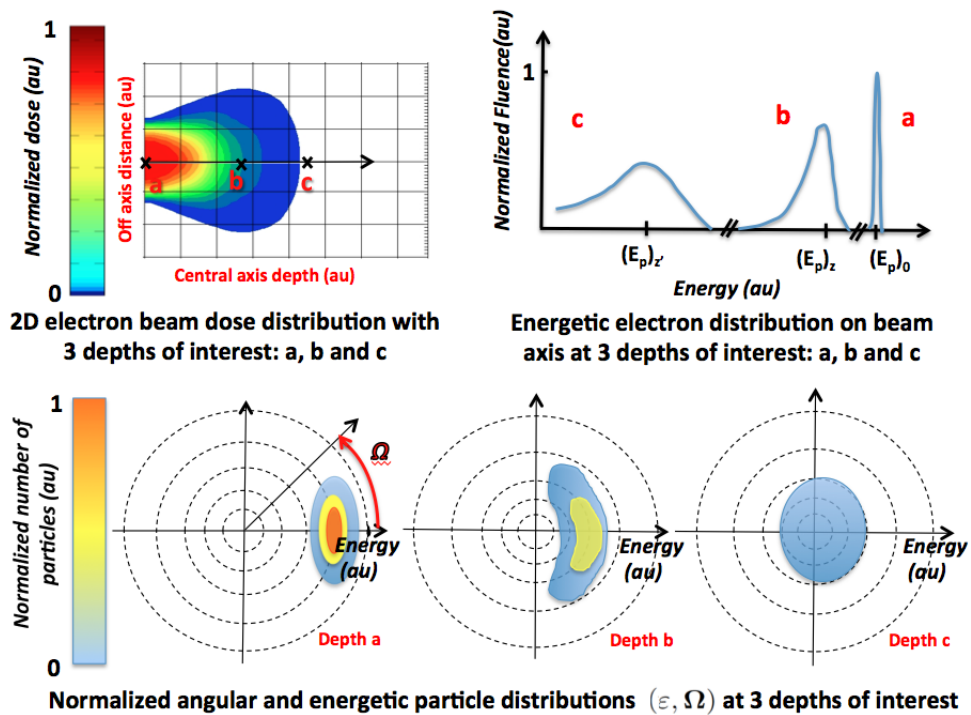 1
Normalized dose (au)
0
Off axis distance (au)
a
b
c
Central axis depth (au)
2D electron beam dose distribution with
3 depths of interest: a, b and c
Normalized Fluence(au)
1
c
b
a
(Ep)z'
(Ep)z
(Ep)0
Energy (au)
Energetic electron distribution on beam
axis at 3 depths of interest: a, b and c
1
Normalized number of
particles (au)
0
Ω
Energy
(au)
Depth a
Energy
(au)
Depth b
Energy
(au)
Depth c
Normalized angular and energetic particle distributions (ε, Ω) at 3 depths of interest